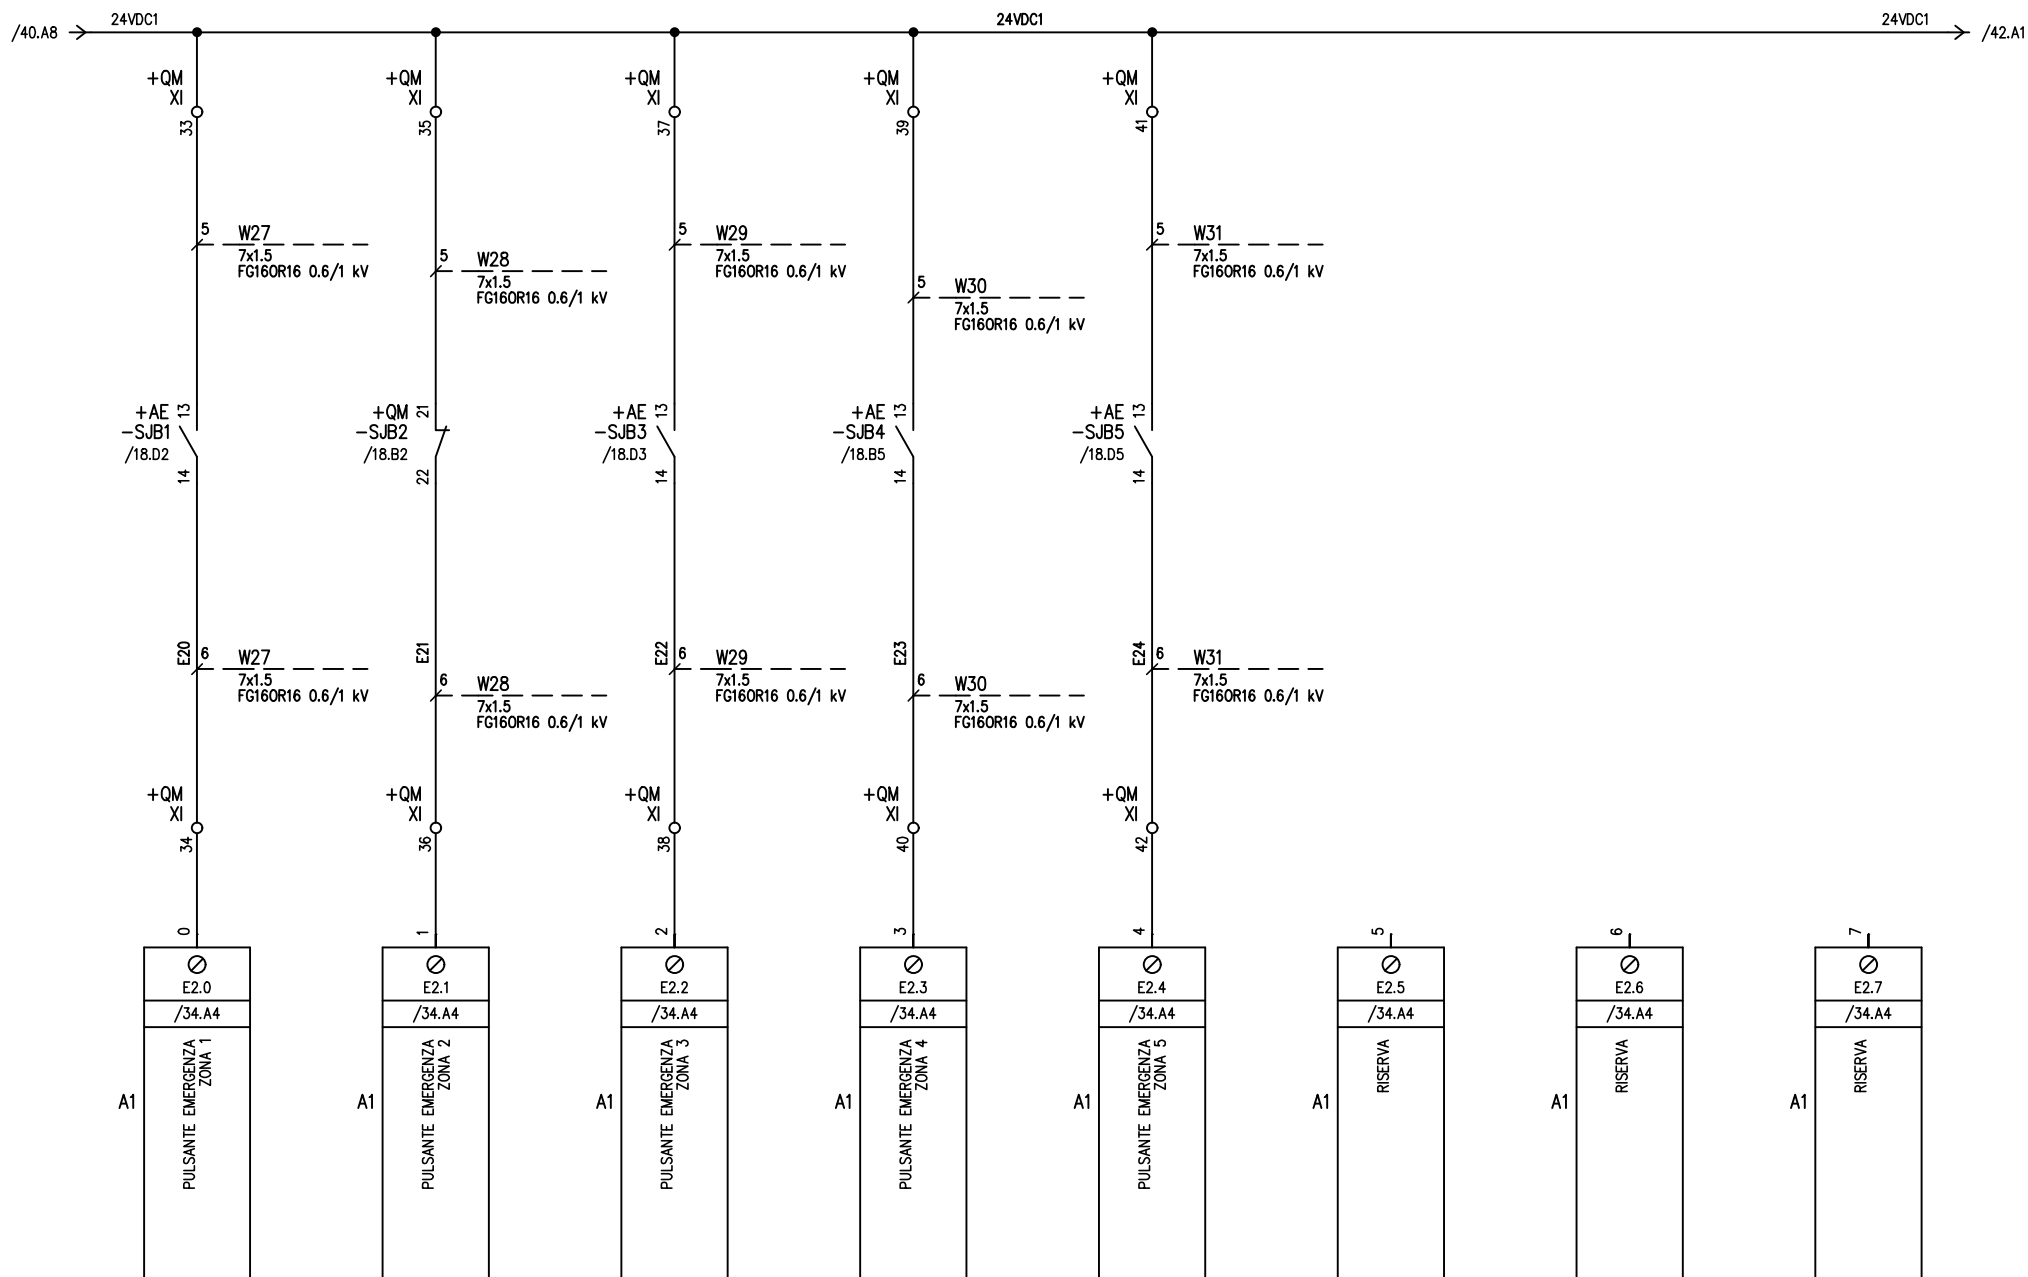 24VDC1 24VDC1 24VDC1
/40.A8 /42.A1
+QM +QM +QM +QM +QM
XI XI XI XI XI
33 35 37 39 41
5 W27 5 W29 5 W31
7x1.5 7x1.5 7x1.5
FG16OR16 0.6/1 kV FG16OR16 0.6/1 kV FG16OR16 0.6/1 kV
5 W28
7x1.5
FG16OR16 0.6/1 kV
5 W30
7x1.5
FG16OR16 0.6/1 kV
+AE 13 +QM 21 +AE 13 +AE 13 +AE 13
-SJB1 -SJB2 -SJB3 -SJB4 -SJB5
/18.D2 /18.B2 /18.D3 /18.B5 /18.D5
14 22 14 14 14
E20 E21 E22 E23 E24
6 W27 6 W29 6 W31
7x1.5 7x1.5 7x1.5
FG16OR16 0.6/1 kV FG16OR16 0.6/1 kV FG16OR16 0.6/1 kV
6 W28 6 W30
7x1.5 7x1.5
FG16OR16 0.6/1 kV FG16OR16 0.6/1 kV
+QM +QM +QM +QM +QM
XI XI XI XI XI
34 36 38 40 42
0 1 2 3 4 5 6 7
E2.0 E2.1 E2.2 E2.3 E2.4 E2.5 E2.6 E2.7
/34.A4 /34.A4 /34.A4 /34.A4 /34.A4 /34.A4 /34.A4 /34.A4
PULSANTE EMERGENZA
ZONA 1
PULSANTE EMERGENZA
ZONA 2
PULSANTE EMERGENZA
ZONA 3
PULSANTE EMERGENZA
ZONA 4
PULSANTE EMERGENZA
ZONA 5
RISERVA
RISERVA
RISERVA
A1 A1 A1 A1 A1 A1 A1 A1